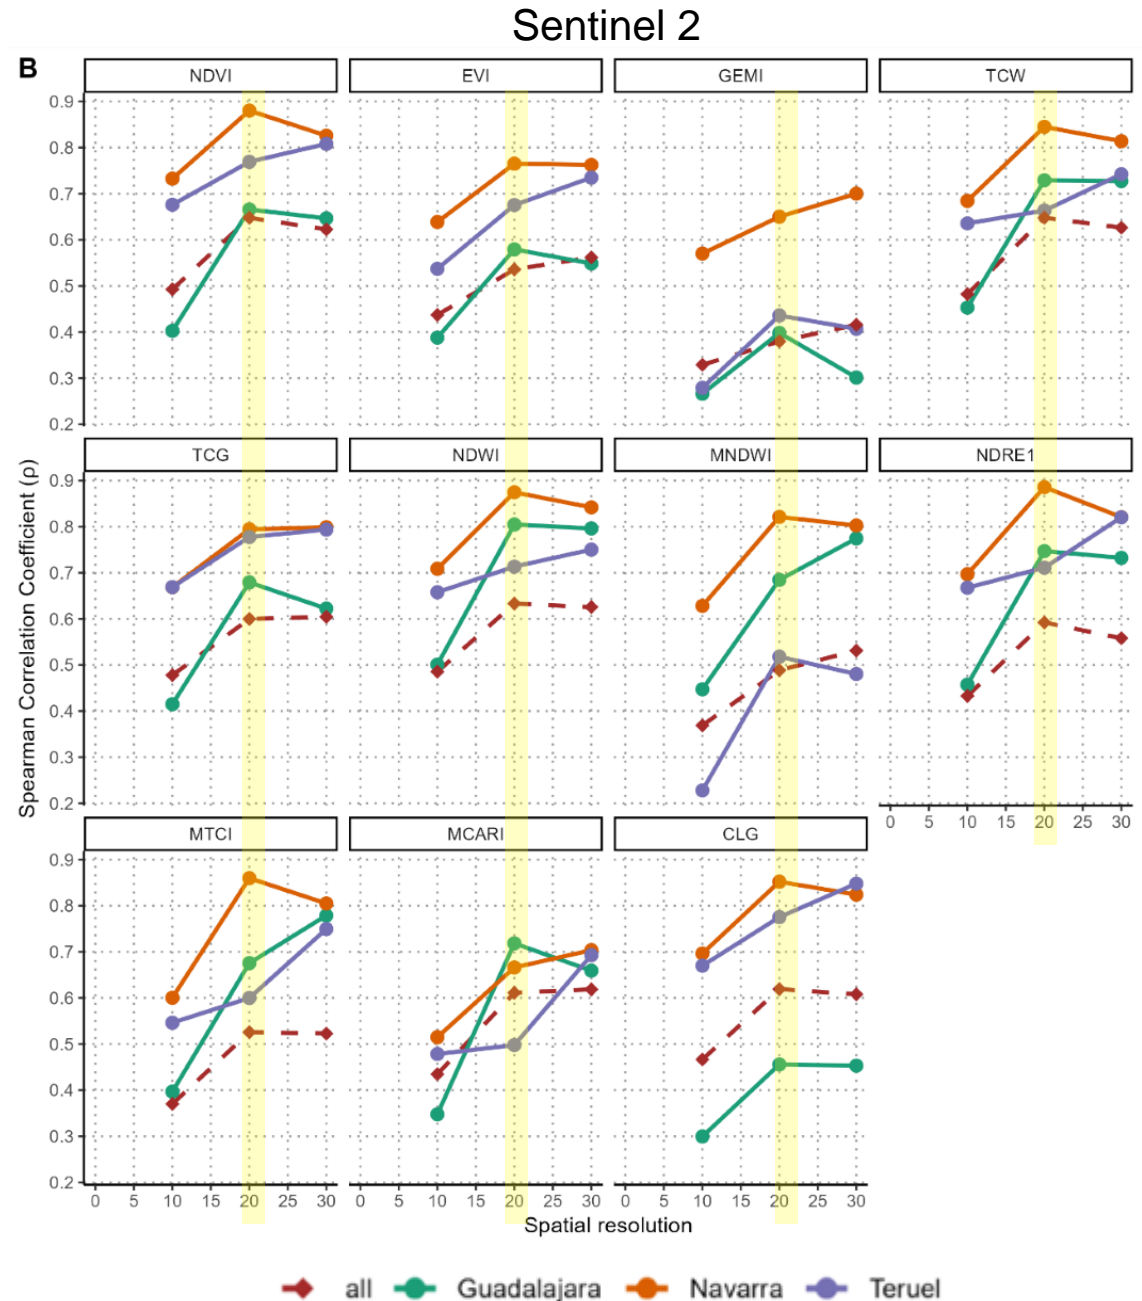 Sentinel 2
B
NDVI EVI GEMI TCW
0.9
0.8
0.7
0.6
0.5
0.4
0.3
0.2
TCG NDWI MNDWI NDRE1
0.9
0.8
0.7
0.6
0.5
0.4
0.3
0.2
0 5 10 15 20 25 30
MTCI MCARI CLG
0.9
0.8
0.7
0.6
0.5
0.4
0.3
0.2
0 5 10 15 20 25 30 0 5 10 15 20 25 30 0 5 10 15 20 25 30
Spearman Correlation Coefficient (ρ)
Spatial resolution
all Guadalajara Navarra Teruel